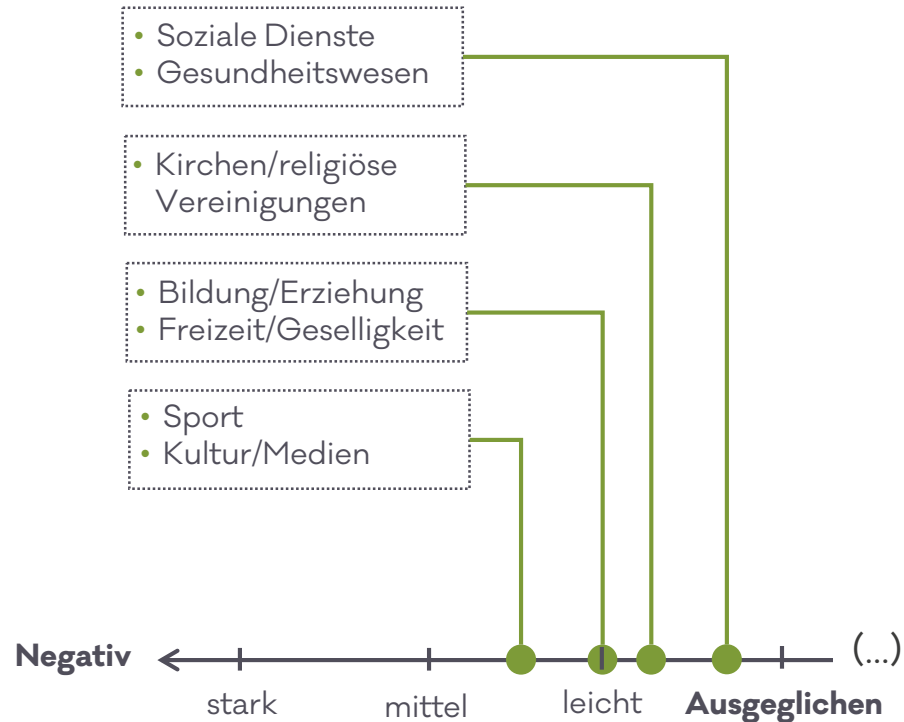 • Soziale Dienste
• Gesundheitswesen
• Kirchen/religiöse
Vereinigungen
• Bildung/Erziehung
• Freizeit/Geselligkeit
• Sport
• Kultur/Medien
Negativ
(...)
stark
mittel
leicht
Ausgeglichen